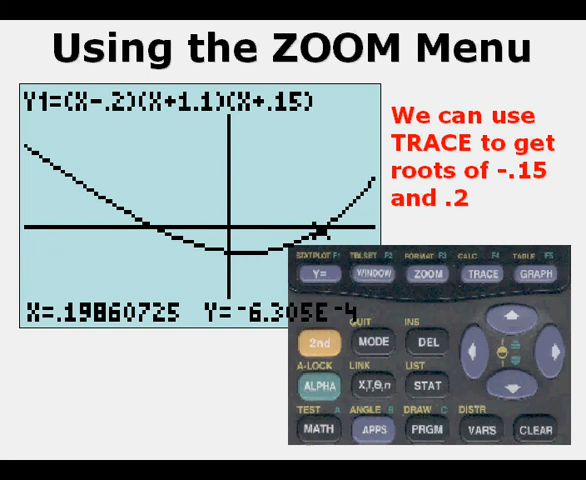 Using the ZOOM Menu
Y1=(X-.2)(X+1.1)(X+.15)
We can use
TRACE to get
roots of -.15
and .2
X=.19860725 Y=-6.305E-4
STATPLOT F1 TBLSET F2 FORMAT F3 CALC F4 TABLE F5
Y= WINDOW ZOOM TRACE GRAPH
QUIT INS
2nd MODE DEL
A-LOCK LINK LIST
ALPHA X,T,θ,n STAT
TEST A ANGLE B DRAW C DISTR
MATH APPS PRGM VARS CLEAR